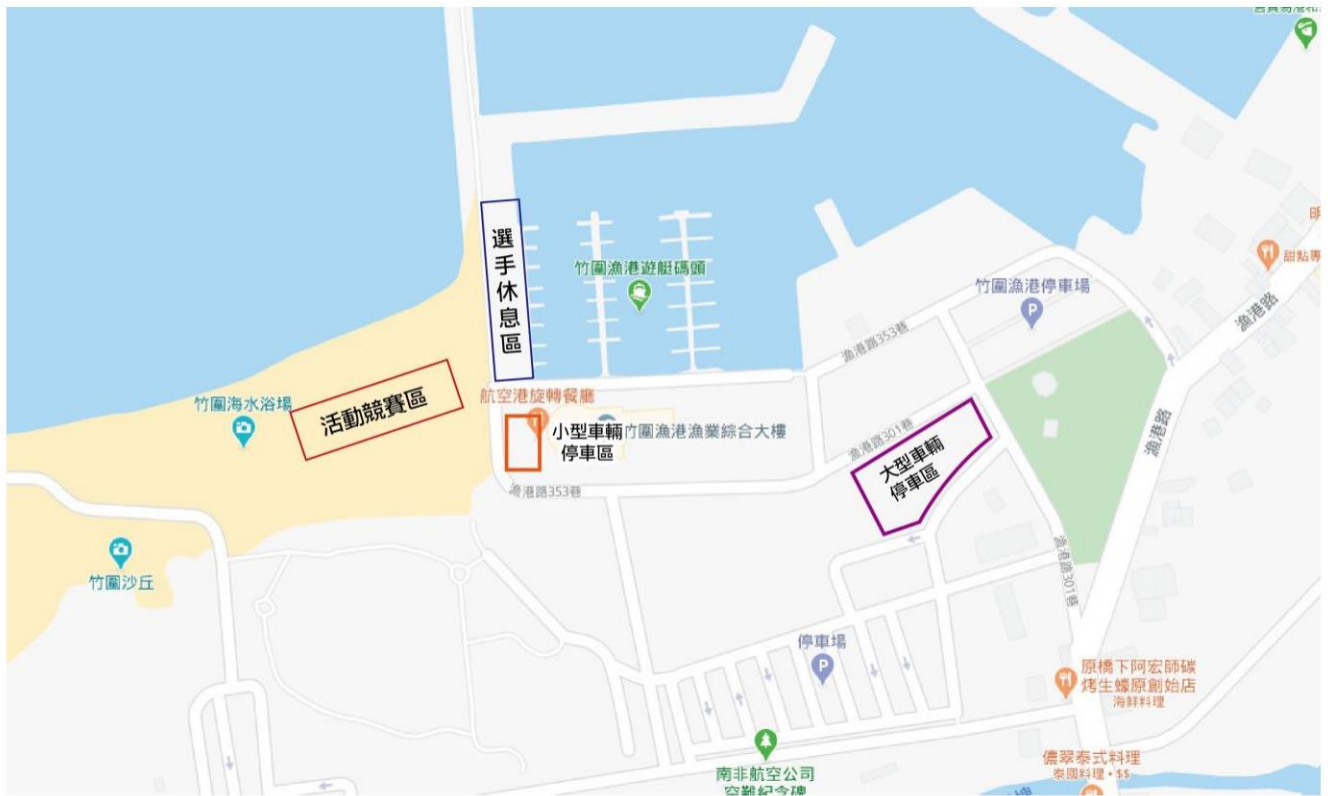 選手休息區
竹圍漁港遊艇碼頭
竹圍漁港停車場
甜點專
漁港路
漁港路353巷
竹圍海水浴場
活動競賽區
航空港旋轉餐廳
小型車輛
停車區
竹圍漁港漁業綜合大樓
漁港路301巷
大型車輛
停車區
漁港路
漁港路353巷
竹圍沙丘
漁港路301巷
停車場
原橋下阿宏師碳
烤生蠔原創始店
海鮮料理
南非航空公司
空難紀念碑
儂翠泰式料理
泰國料理・$$